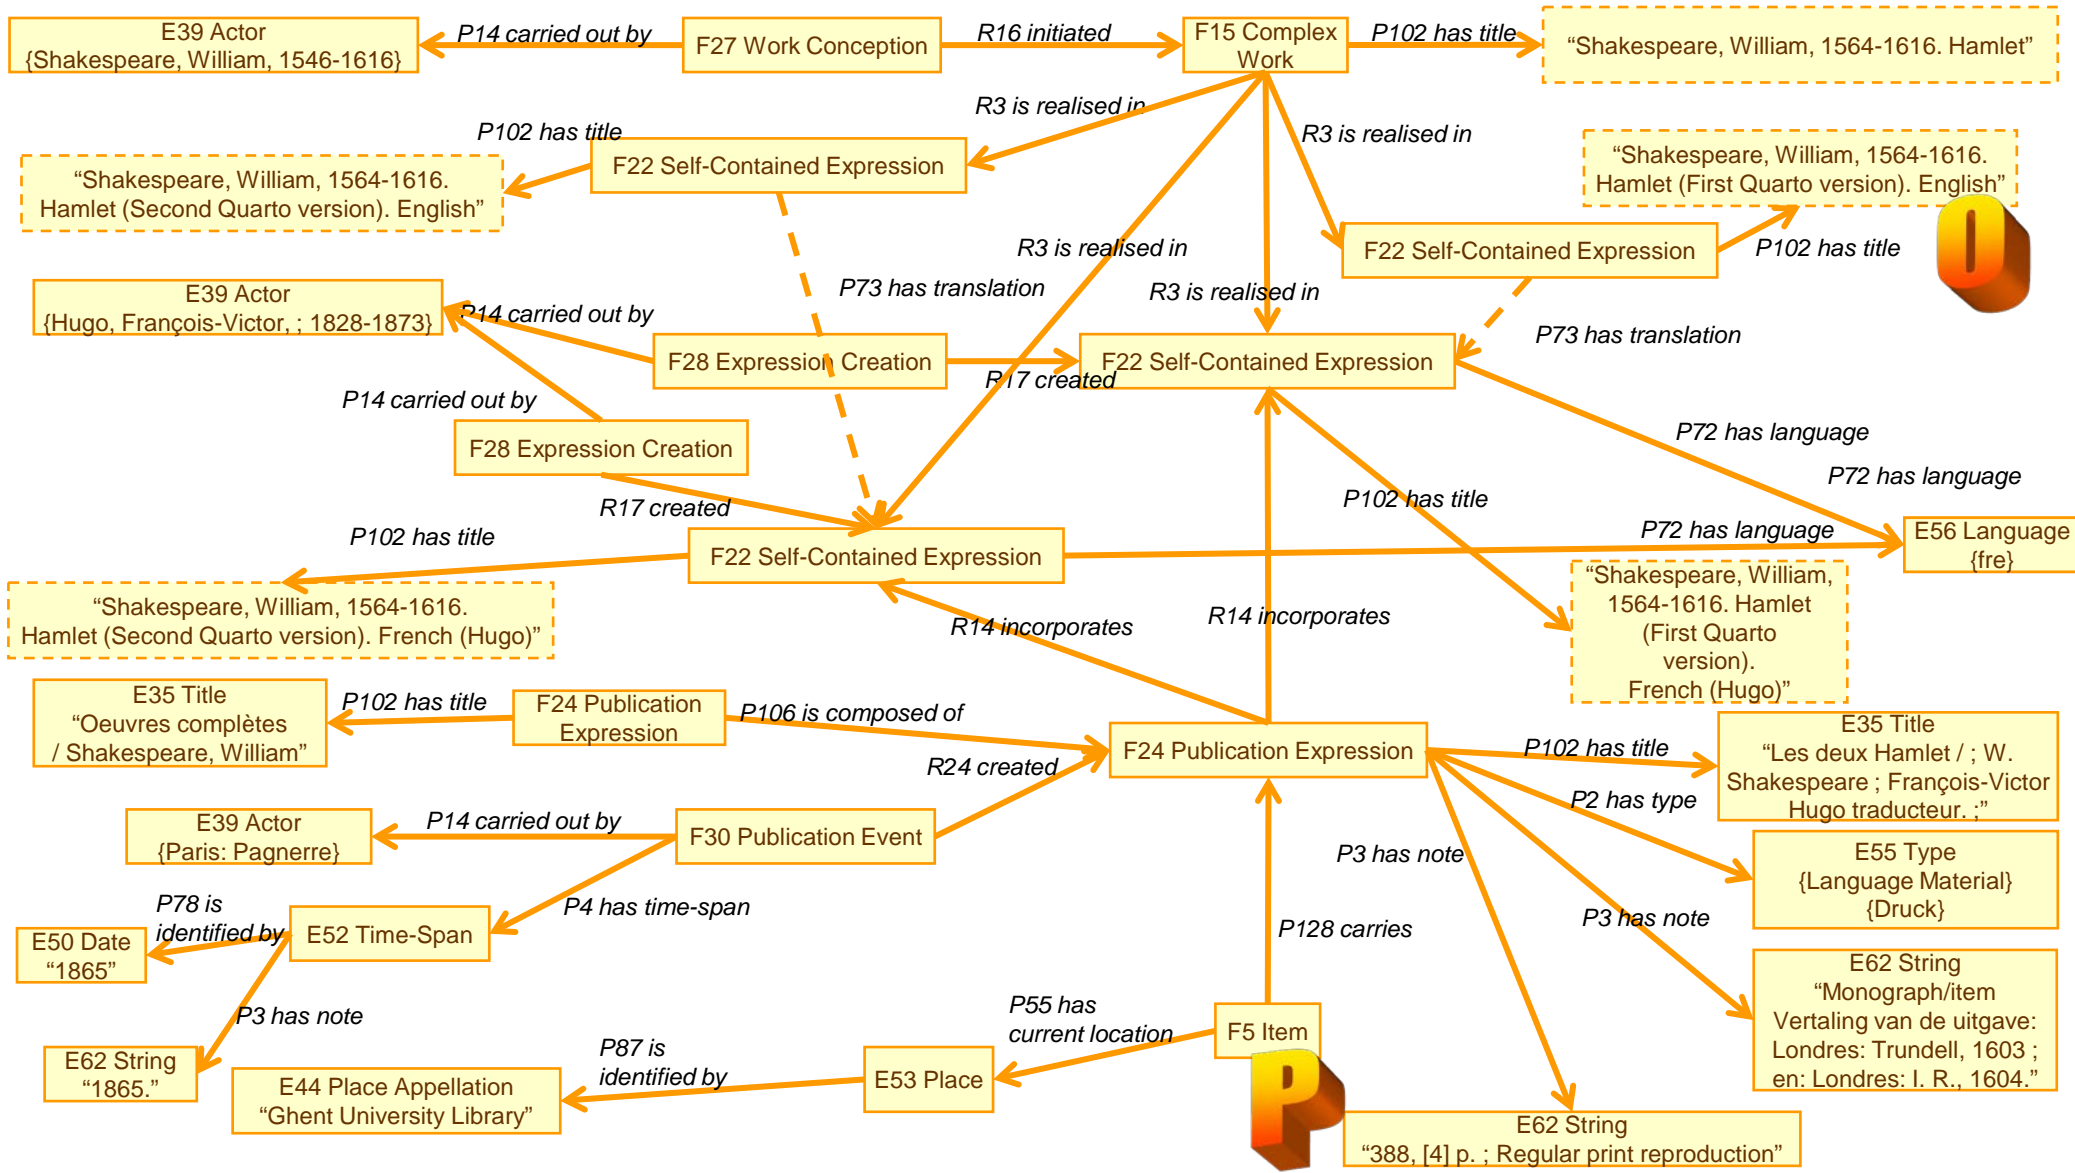 E39 Actor
{Shakespeare, William, 1546-1616}
P14 carried out by
F27 Work Conception
R16 initiated
F15 Complex
Work
P102 has title
“Shakespeare, William, 1564-1616. Hamlet”
R3 is realised in
P102 has title
F22 Self-Contained Expression
“Shakespeare, William, 1564-1616.
Hamlet (Second Quarto version). English”
R3 is realised in
“Shakespeare, William, 1564-1616.
Hamlet (First Quarto version). English”
R3 is realised in
F22 Self-Contained Expression
P102 has title
O
E39 Actor
{Hugo, François-Victor, ; 1828-1873}
P14 carried out by
P73 has translation
R3 is realised in
P73 has translation
F28 Expression Creation
R17 created
F22 Self-Contained Expression
P14 carried out by
F28 Expression Creation
R17 created
P72 has language
P72 has language
P102 has title
P102 has title
F22 Self-Contained Expression
P72 has language
E56 Language
{fre}
“Shakespeare, William, 1564-1616.
Hamlet (Second Quarto version). French (Hugo)”
R14 incorporates
R14 incorporates
“Shakespeare, William,
1564-1616. Hamlet
(First Quarto
version).
French (Hugo)”
E35 Title
“Oeuvres complètes
/ Shakespeare, William”
P102 has title
F24 Publication
Expression
P106 is composed of
F24 Publication Expression
P102 has title
E35 Title
“Les deux Hamlet / ; W.
Shakespeare ; François-Victor
Hugo traducteur. ;”
R24 created
P2 has type
E39 Actor
{Paris: Pagnerre}
P14 carried out by
F30 Publication Event
P3 has note
E55 Type
{Language Material}
{Druck}
P78 is
identified by
E52 Time-Span
P4 has time-span
P128 carries
P3 has note
E50 Date
“1865”
E62 String
“Monograph/item
Vertaling van de uitgave:
Londres: Trundell, 1603 ;
en: Londres: I. R., 1604.”
P3 has note
P55 has
current location
F5 Item
E62 String
“1865.”
P87 is
identified by
E53 Place
E44 Place Appellation
“Ghent University Library”
P
E62 String
“388, [4] p. ; Regular print reproduction”